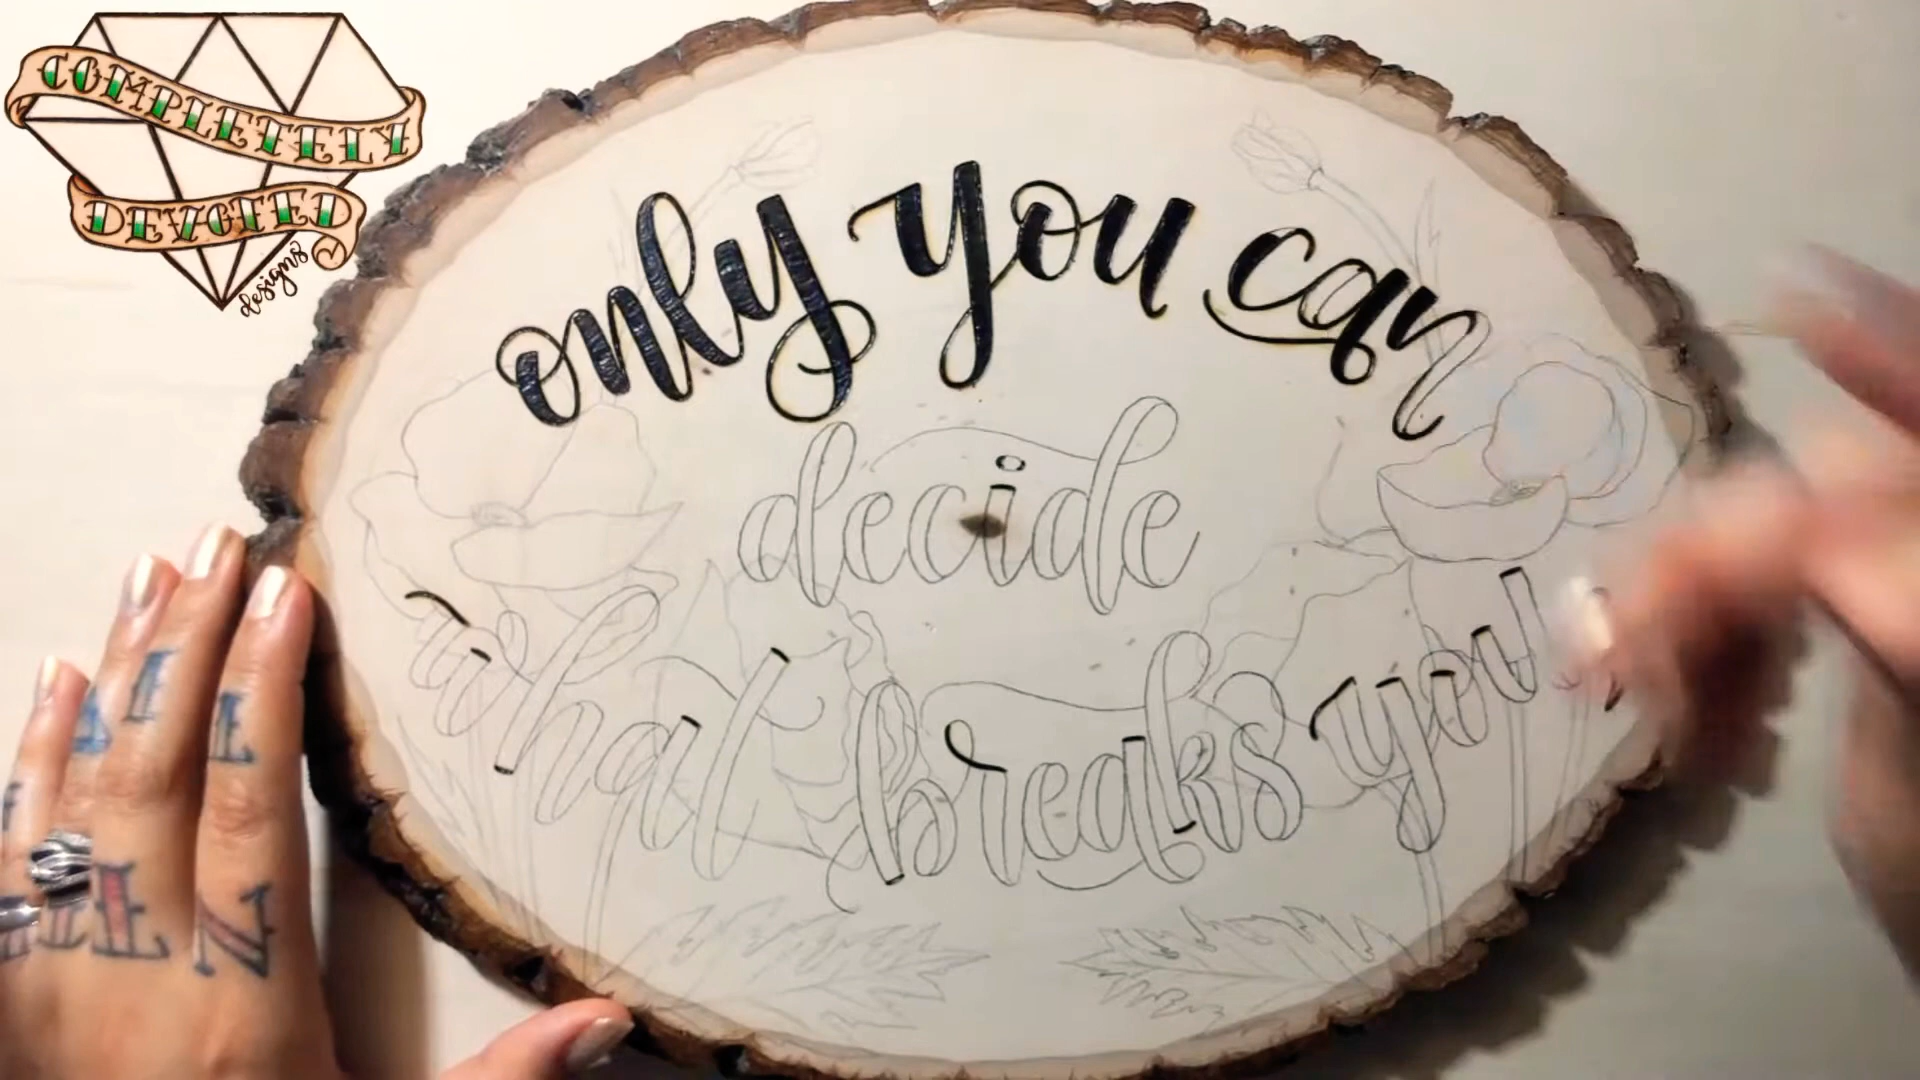 COMPLETELY
DEVOTED
designs
only you can
decide
what breaks you